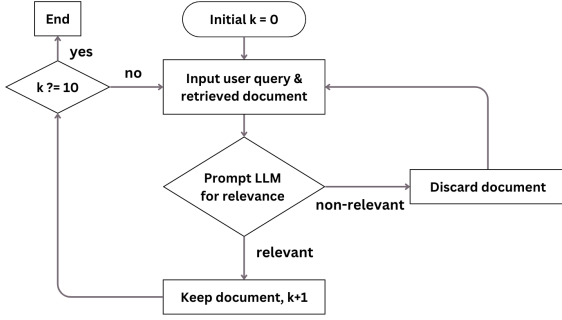 End
Initial k = 0
yes
k ?= 10
no
Input user query &
retrieved document
Prompt LLM
for relevance
non-relevant
Discard document
relevant
Keep document, k+1